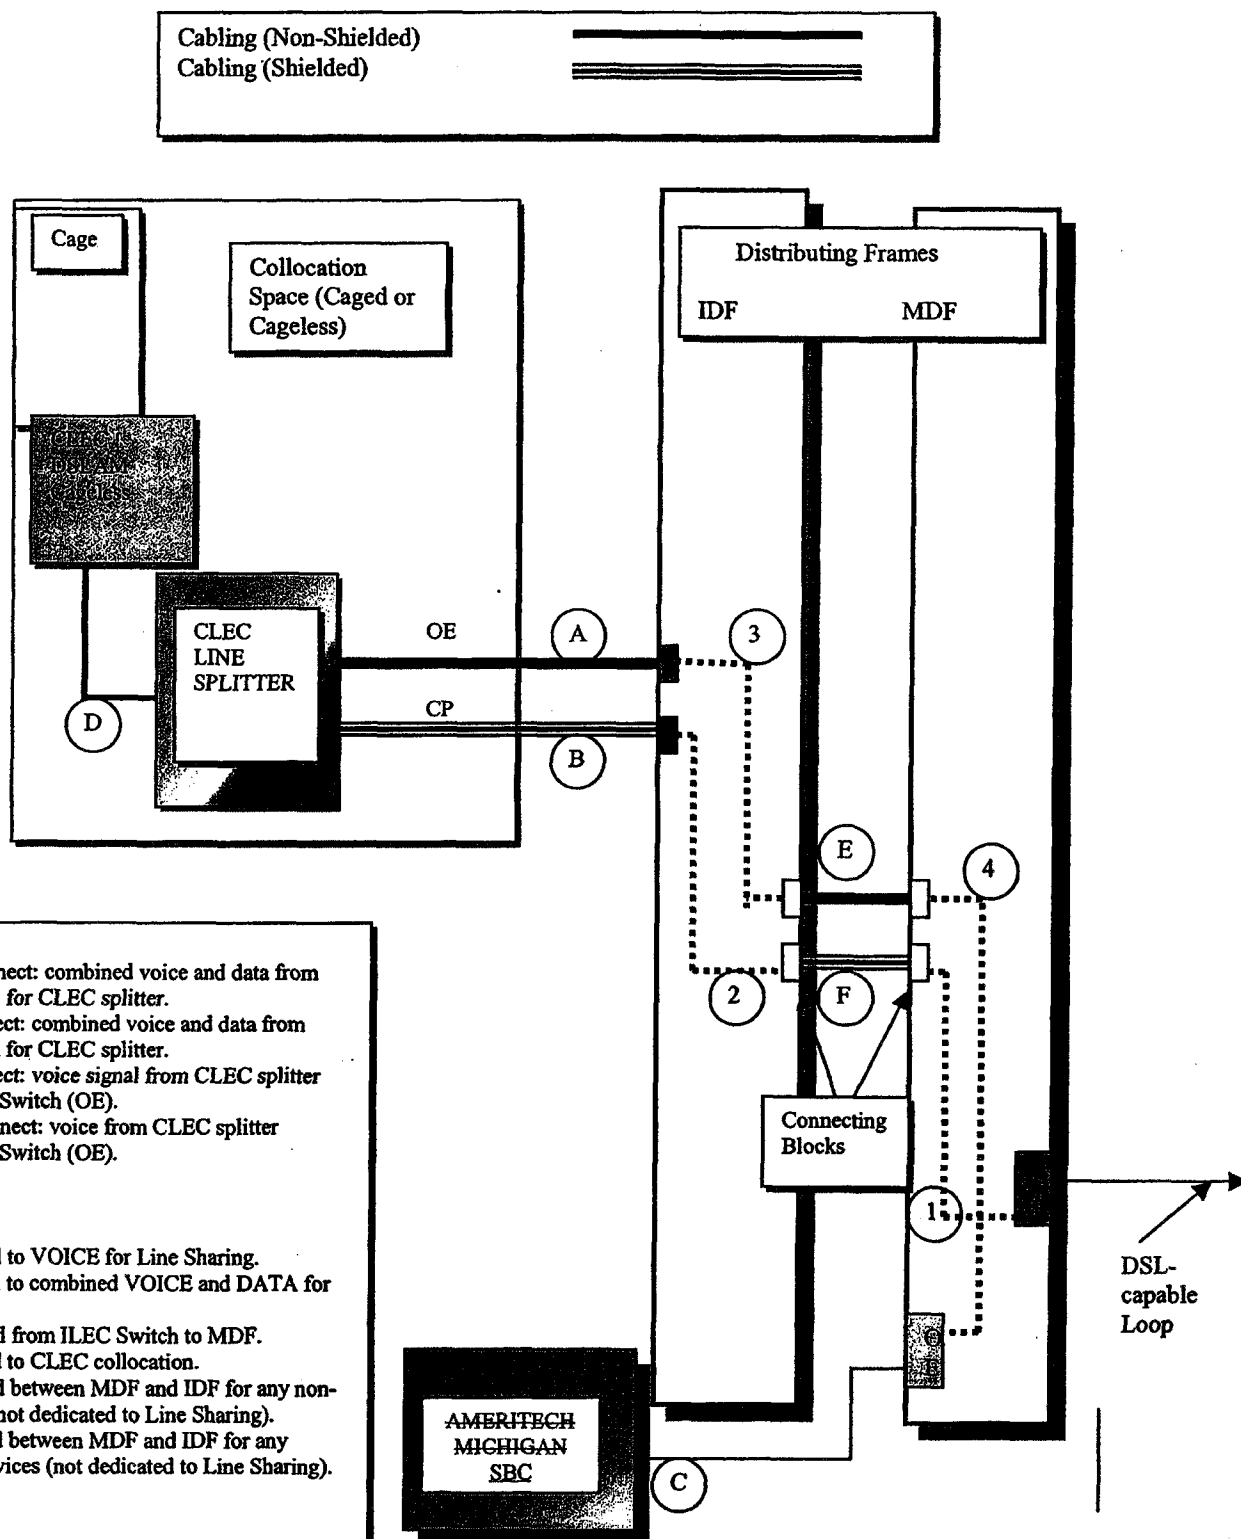 Cabling (Non-Shielded)
Cabling (Shielded)
Cage
Collocation
Space (Caged or
Cageless)
Distributing Frames
IDF MDF
CLEC
DSLAM
Cageless
CLEC
LINE
SPLITTER
OE
A
3
CP
D
B
E
4
2
F
Connecting
Blocks
1
DSL-
capable
Loop
O
E
AMERITECH
MICHIGAN
SBC
C
nect: combined voice and data from
for CLEC splitter.
ect: combined voice and data from
for CLEC splitter.
ect: voice signal from CLEC splitter
Switch (OE).
nect: voice from CLEC splitter
Switch (OE).
d to VOICE for Line Sharing.
to combined VOICE and DATA for
d from ILEC Switch to MDF.
d to CLEC collocation.
d between MDF and IDF for any non-
not dedicated to Line Sharing).
d between MDF and IDF for any
vices (not dedicated to Line Sharing).